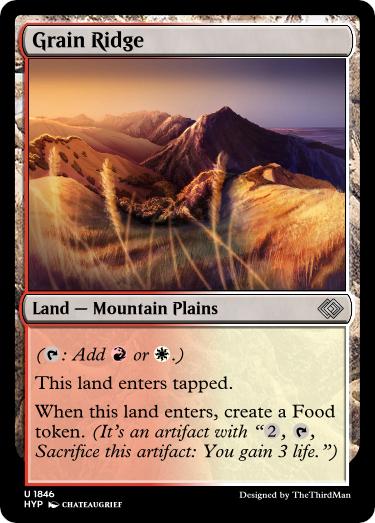 Grain Ridge
Land — Mountain Plains
(: Add or .)
This land enters tapped.
When this land enters, create a Food
token. (It's an artifact with “2, ,
Sacrifice this artifact: You gain 3 life.”)
U 1846
HYP CHATEAUGRIEF
Designed by TheThirdMan